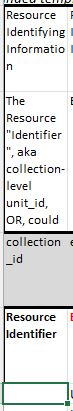 Resource
Identifying
Informatio
n
The
Resource
"Identifier
", aka
collection-
level
unit_id,
OR, could
collection
_id
Resource
Identifier